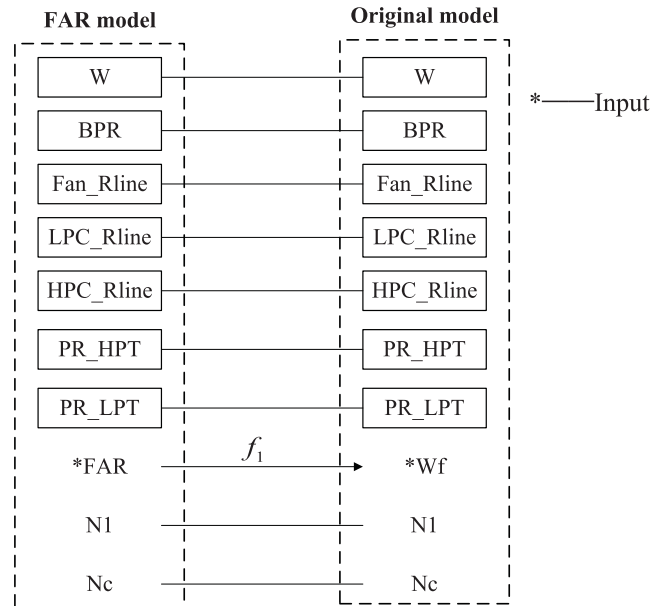 FAR model Original model
W W
*——Input
BPR BPR
Fan_Rline Fan_Rline
LPC_Rline LPC_Rline
HPC_Rline HPC_Rline
PR_HPT PR_HPT
PR_LPT PR_LPT
*FAR f₁ *Wf
N1 N1
Nc Nc